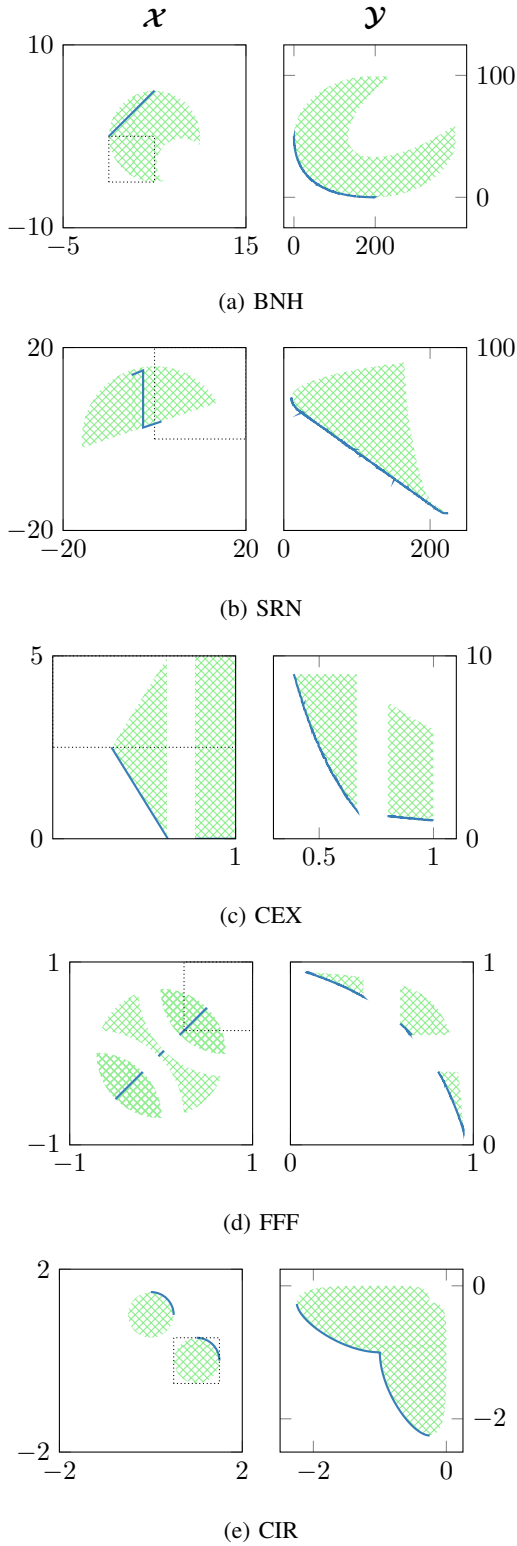 𝒳 𝒴
10 100
0
−10
−5 15 0 200
(a) BNH
20 100
−20
−20 20 0 200
(b) SRN
5 10
0 0
1 0.5 1
(c) CEX
1 1
−1 0
−1 1 0 1
(d) FFF
2 0
−2
−2
−2 2 −2 0
(e) CIR